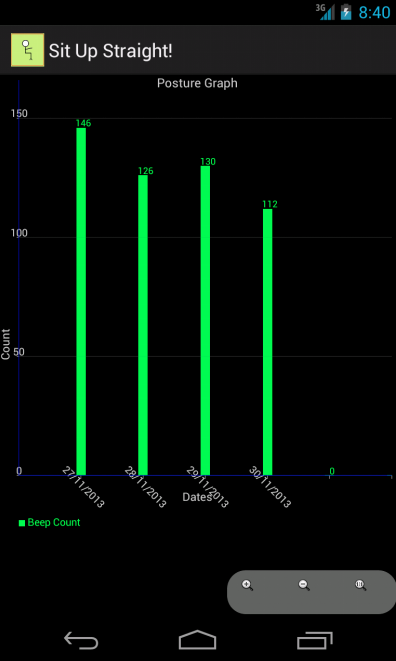 3G 8:40
Sit Up Straight!
Posture Graph
150
146
126
130
112
100
Count
50
0
0
27/11/2013
28/11/2013
29/11/2013
30/11/2013
Dates
Beep Count